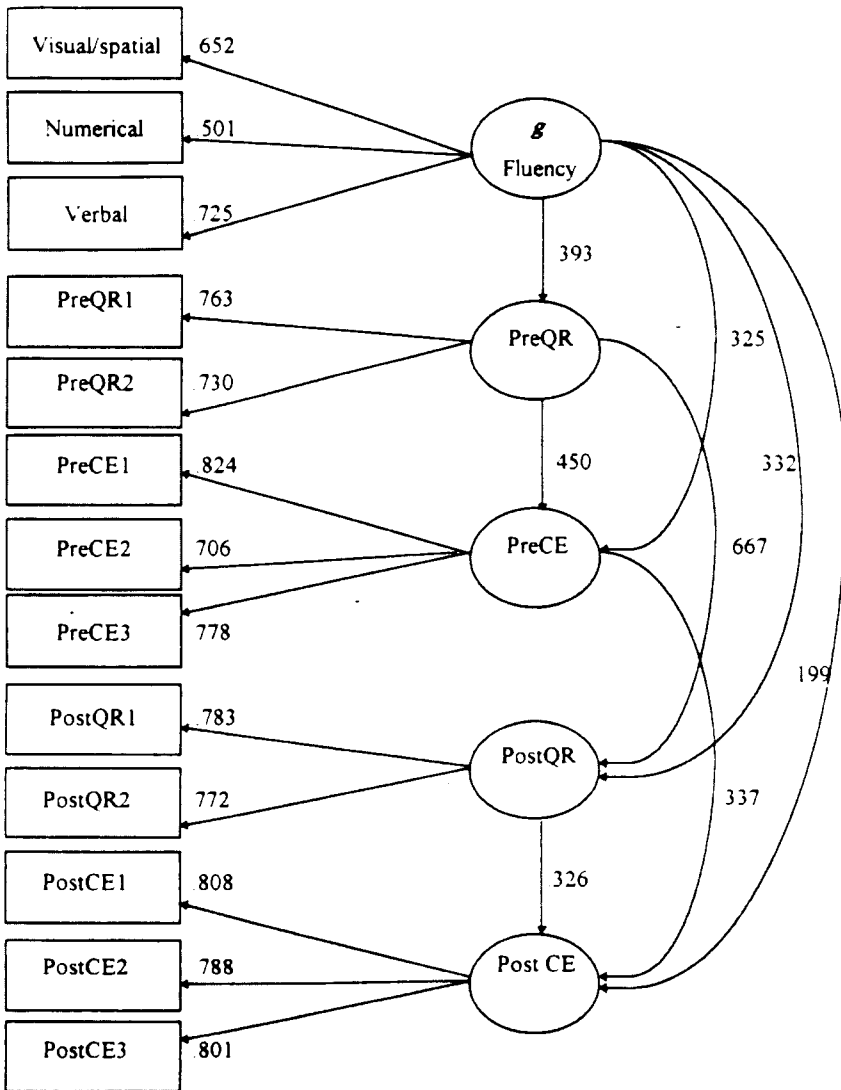 Visual/spatial
652
Numerical
501
g
Fluency
Verbal
.725
393
PreQR1
763
PreQR
325
PreQR2
.730
PreCE1
.824
450
332
PreCE2
706
PreCE
667
PreCE3
778
199
PostQR1
.783
PostQR
PostQR2
772
337
PostCE1
.808
326
PostCE2
.788
Post CE
PostCE3
.801